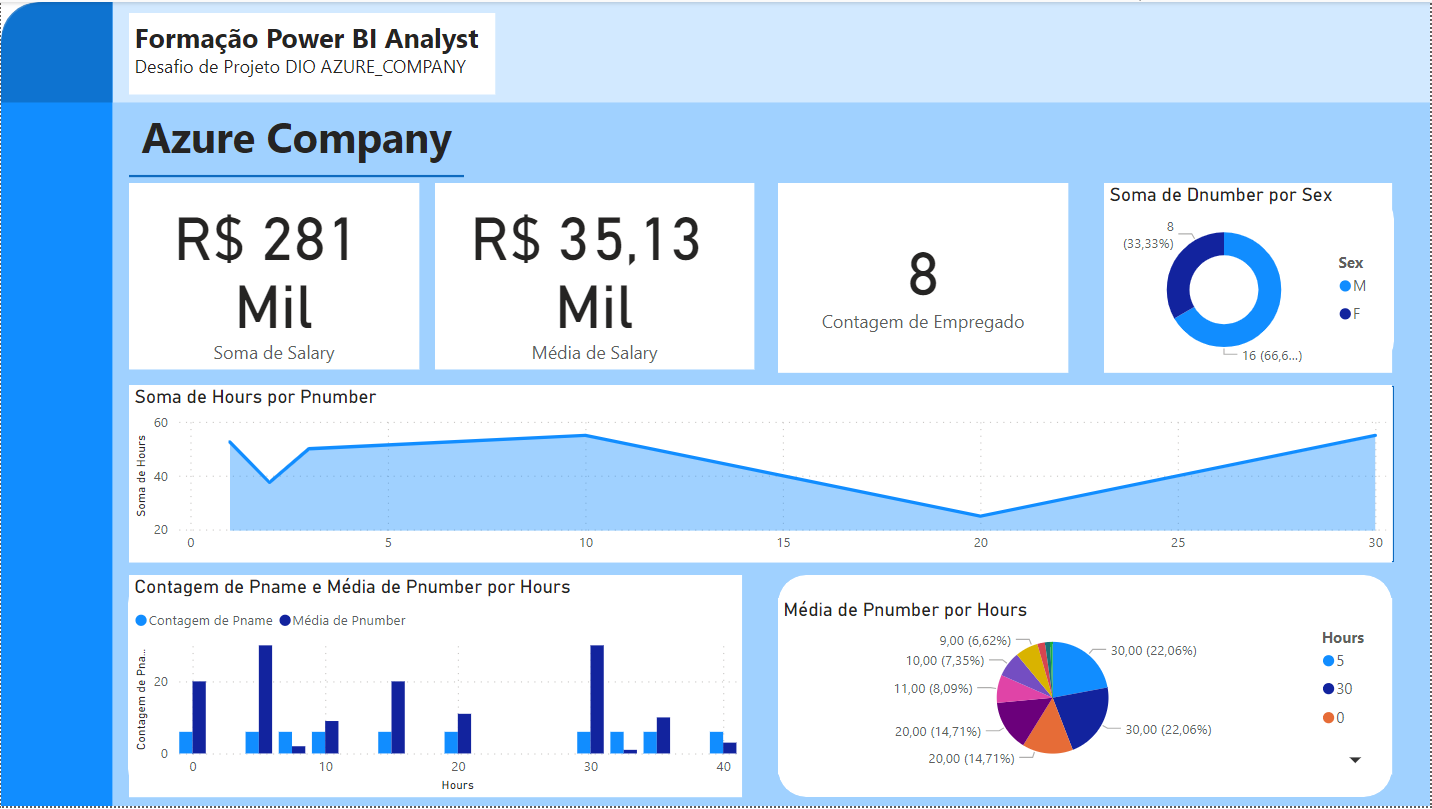 Formação Power BI Analyst
Desafio de Projeto DIO AZURE_COMPANY
Azure Company
R$ 281
Mil
Soma de Salary
R$ 35,13
Mil
Média de Salary
8
Contagem de Empregado
Soma de Dnumber por Sex
8
(33,33%)
16 (66,6...)
Sex
M
F
Soma de Hours por Pnumber
Soma de Hours
60
40
20
0 5 10 15 20 25 30
Contagem de Pname e Média de Pnumber por Hours
Contagem de Pname Média de Pnumber
Contagem de Pna...
20
0
0 10 20 30 40
Hours
Média de Pnumber por Hours
9,00 (6,62%)
10,00 (7,35%)
11,00 (8,09%)
20,00 (14,71%)
20,00 (14,71%)
30,00 (22,06%)
30,00 (22,06%)
Hours
5
30
0